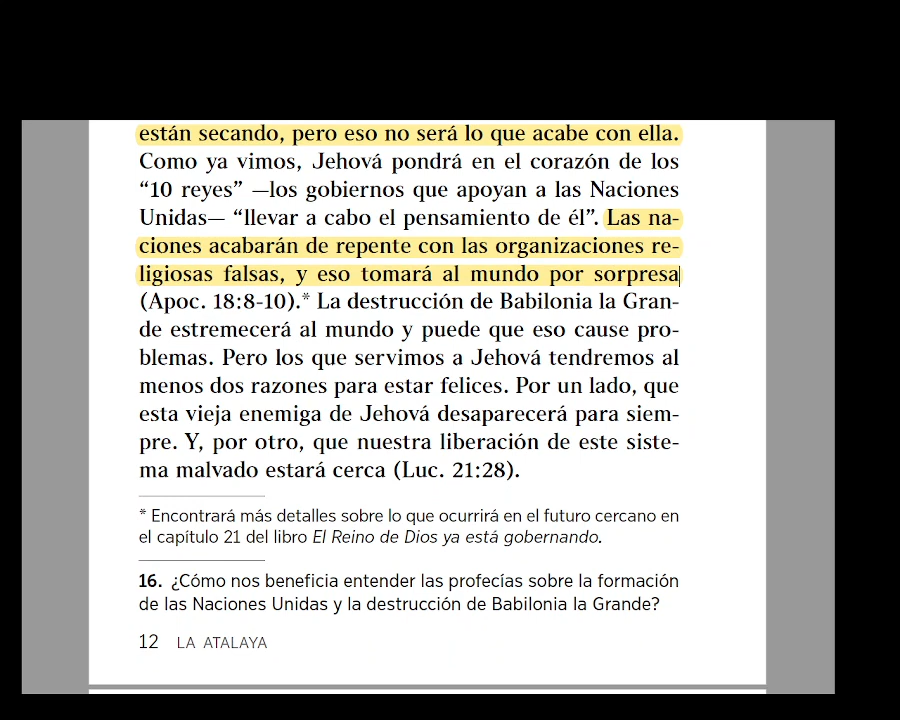 están secando, pero eso no será lo que acabe con ella.
Como ya vimos, Jehová pondrá en el corazón de los
“10 reyes” —los gobiernos que apoyan a las Naciones
Unidas— “llevar a cabo el pensamiento de él”. Las na-
ciones acabarán de repente con las organizaciones re-
ligiosas falsas, y eso tomará al mundo por sorpresa
(Apoc. 18:8-10).* La destrucción de Babilonia la Gran-
de estremecerá al mundo y puede que eso cause pro-
blemas. Pero los que servimos a Jehová tendremos al
menos dos razones para estar felices. Por un lado, que
esta vieja enemiga de Jehová desaparecerá para siem-
pre. Y, por otro, que nuestra liberación de este siste-
ma malvado estará cerca (Luc. 21:28).
* Encontrará más detalles sobre lo que ocurrirá en el futuro cercano en
el capítulo 21 del libro El Reino de Dios ya está gobernando.
16. ¿Cómo nos beneficia entender las profecías sobre la formación
de las Naciones Unidas y la destrucción de Babilonia la Grande?
12 LA ATALAYA